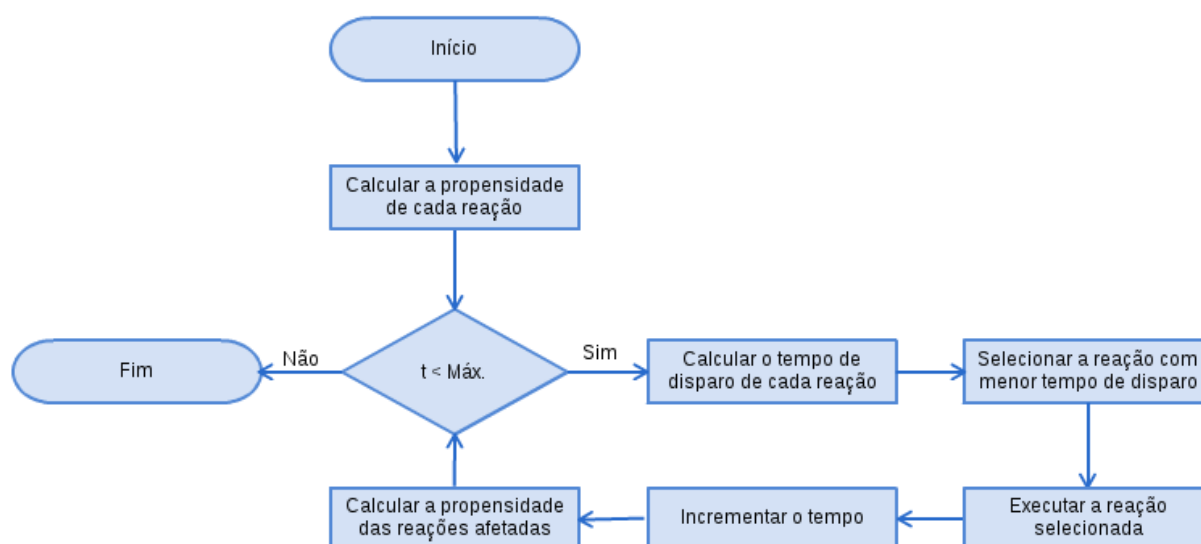 Início
Calcular a propensidade
de cada reação
Fim
Não
t < Máx.
Sim
Calcular o tempo de
disparo de cada reação
Selecionar a reação com
menor tempo de disparo
Executar a reação
selecionada
Incrementar o tempo
Calcular a propensidade
das reações afetadas